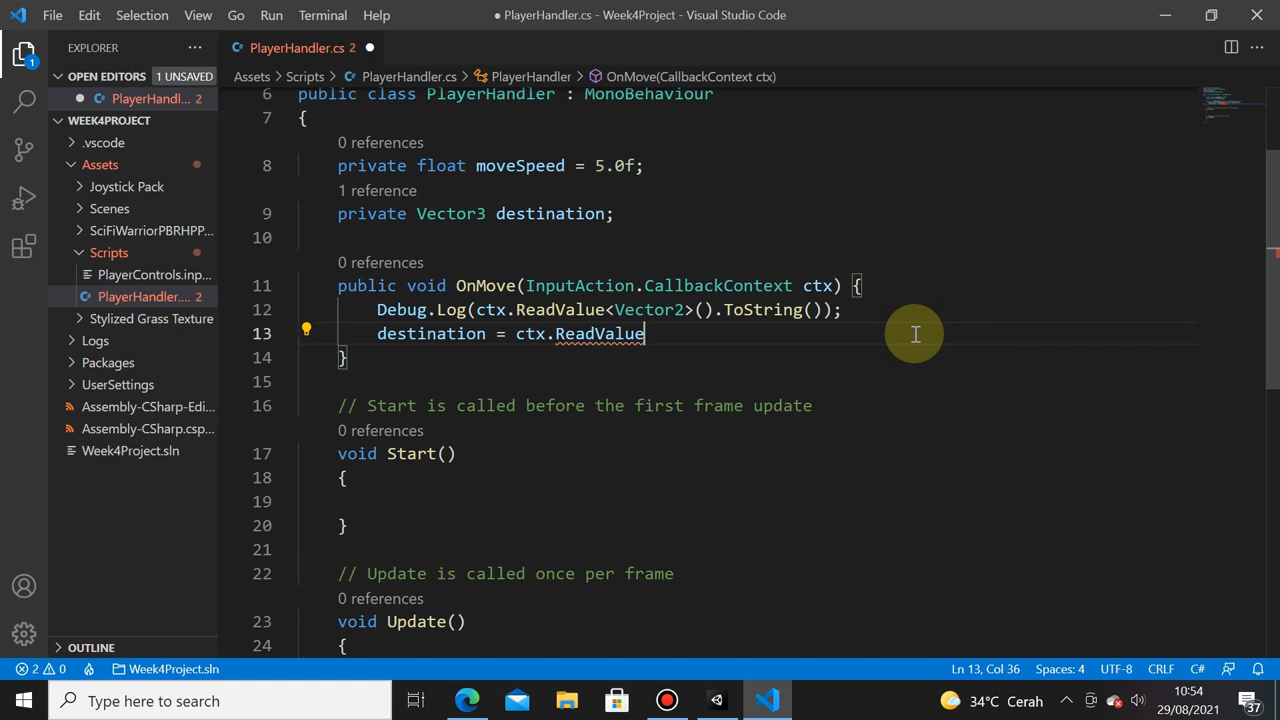 File Edit Selection View Go Run Terminal Help ● PlayerHandler.cs - Week4Project - Visual Studio Code
EXPLORER
PlayerHandler.cs 2
OPEN EDITORS 1 UNSAVED
Assets > Scripts > PlayerHandler.cs > PlayerHandler > OnMove(CallbackContext ctx)
PlayerHandl... 2
WEEK4PROJECT
.vscode
Assets
Joystick Pack
Scenes
SciFiWarriorPBRHPP...
Scripts
PlayerControls.inp...
PlayerHandler.... 2
Stylized Grass Texture
Logs
Packages
UserSettings
Assembly-CSharp-Edi...
Assembly-CSharp.csp...
Week4Project.sln
OUTLINE
1
6 public class PlayerHandler : MonoBehaviour
7 {
0 references
8 private float moveSpeed = 5.0f;
1 reference
9 private Vector3 destination;
10
0 references
11 public void OnMove(InputAction.CallbackContext ctx) {
12 Debug.Log(ctx.ReadValue<Vector2>().ToString());
13 destination = ctx.ReadValue
14 }
15
16 // Start is called before the first frame update
0 references
17 void Start()
18 {
19
20 }
21
22 // Update is called once per frame
0 references
23 void Update()
24 {
2 0 Week4Project.sln Ln 13, Col 36 Spaces: 4 UTF-8 CRLF C#
Type here to search 34°C Cerah 10:54
29/08/2021 37